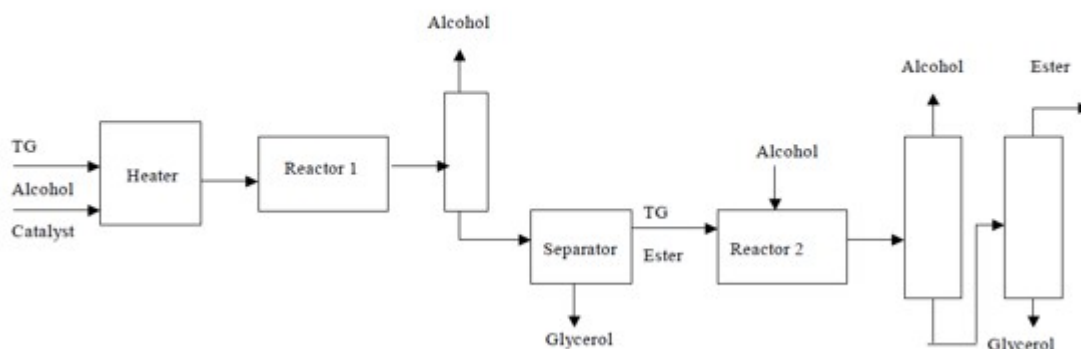 Alcohol
Alcohol
Ester
TG
Heater
Reactor 1
Alcohol
Alcohol
Catalyst
TG
Separator
Ester
Reactor 2
Glycerol
Glycerol